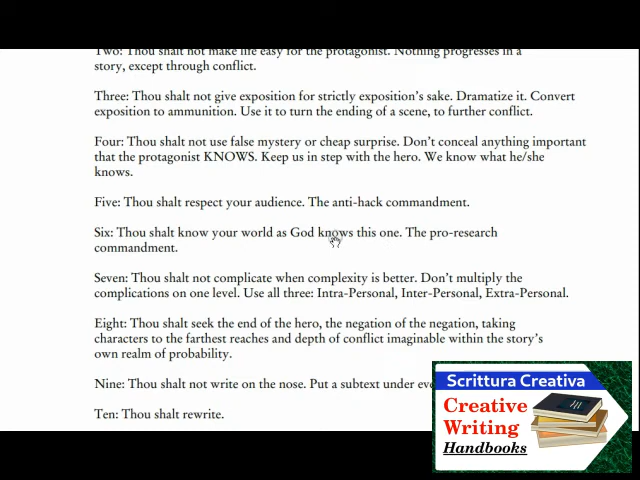 Two: Thou shalt not make life easy for the protagonist. Nothing progresses in a
story, except through conflict.
Three: Thou shalt not give exposition for strictly exposition's sake. Dramatize it. Convert
exposition to ammunition. Use it to turn the ending of a scene, to further conflict.
Four: Thou shalt not use false mystery or cheap surprise. Don't conceal anything important
that the protagonist KNOWS. Keep us in step with the hero. We know what he/she
knows.
Five: Thou shalt respect your audience. The anti-hack commandment.
Six: Thou shalt know your world as God knows this one. The pro-research
commandment.
Seven: Thou shalt not complicate when complexity is better. Don't multiply the
complications on one level. Use all three: Intra-Personal, Inter-Personal, Extra-Personal.
Eight: Thou shalt seek the end of the hero, the negation of the negation, taking
characters to the farthest reaches and depth of conflict imaginable within the story's
own realm of probability.
Nine: Thou shalt not write on the nose. Put a subtext under
Ten: Thou shalt rewrite.
Scrittura Creativa
Creative
Writing
Handbooks